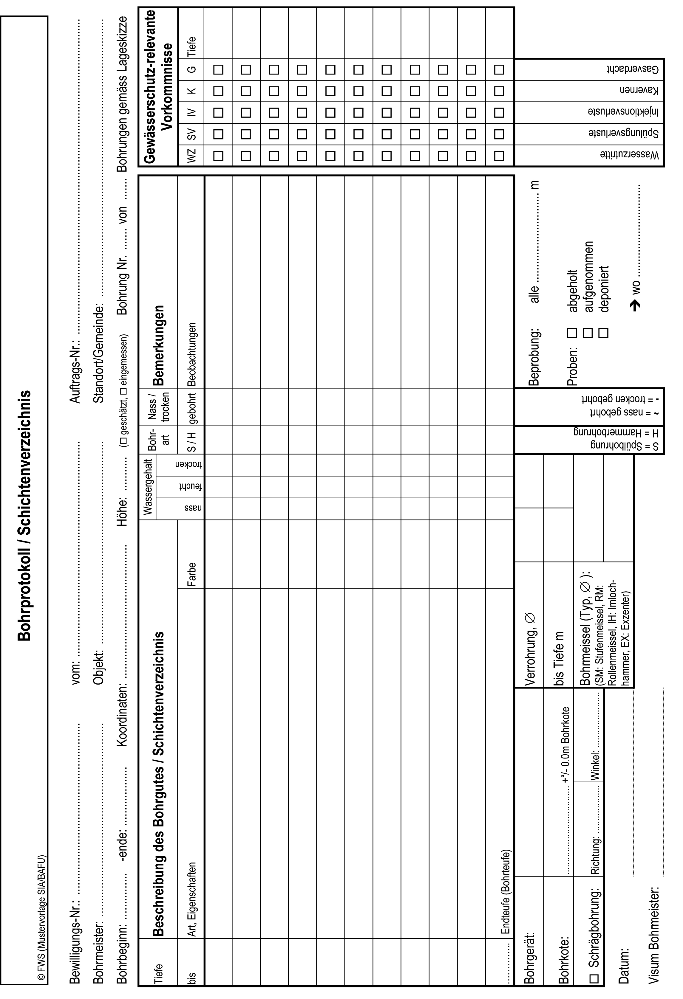 Bohrprotokoll / Schichtenverzeichnis
© FWS (Mustervorlage SIA/BAFU)
Bewilligungs-Nr.: ........ vom: ........ Auftrags-Nr.: ........
Bohrmeister: ........ Objekt: ........ Standort/Gemeinde: ........
Bohrbeginn: ........ -ende: ........ Koordinaten: ........ Höhe: ........ (☐ geschätzt, ☐ eingemessen) Bohrung Nr. ...... von ...... Bohrungen gemäss Lageskizze
Tiefe
bis
Beschreibung des Bohrgutes / Schichtenverzeichnis
Art, Eigenschaften
Farbe
Wassergehalt
nass
feucht
trocken
Bohr-
art
S / H
Nass /
trocken
gebohrt
Bemerkungen
Beobachtungen
Gewässerschutz-relevante
Vorkommnisse
WZ SV IV K G Tiefe
☐ ☐ ☐ ☐ ☐
☐ ☐ ☐ ☐ ☐
☐ ☐ ☐ ☐ ☐
☐ ☐ ☐ ☐ ☐
☐ ☐ ☐ ☐ ☐
☐ ☐ ☐ ☐ ☐
☐ ☐ ☐ ☐ ☐
☐ ☐ ☐ ☐ ☐
☐ ☐ ☐ ☐ ☐
☐ ☐ ☐ ☐ ☐
☐ ☐ ☐ ☐ ☐
............ Endteufe (Bohrteufe)
Bohrgerät:
Bohrkote: ........ +“/- 0.0m Bohrkote
☐ Schrägbohrung: Richtung: ........ Winkel: ........
Datum: ........
Visum Bohrmeister: ........
Verrohrung, ∅
bis Tiefe m
Bohrmeissel (Typ, ∅ ):
(SM: Stufenmeissel, RM:
Rollenmeissel, IH: Imloch-
hammer, EX: Exzenter)
S = Spülbohrung
H = Hammerbohrung
~ = nass gebohrt
- = trocken gebohrt
Beprobung: alle ........ m
Proben: ☐ abgeholt
☐ aufgenommen
☐ deponiert
➔ wo ........
Wasserzutritte
Spülungsverluste
Injektionsverluste
Kavernen
Gasverdacht